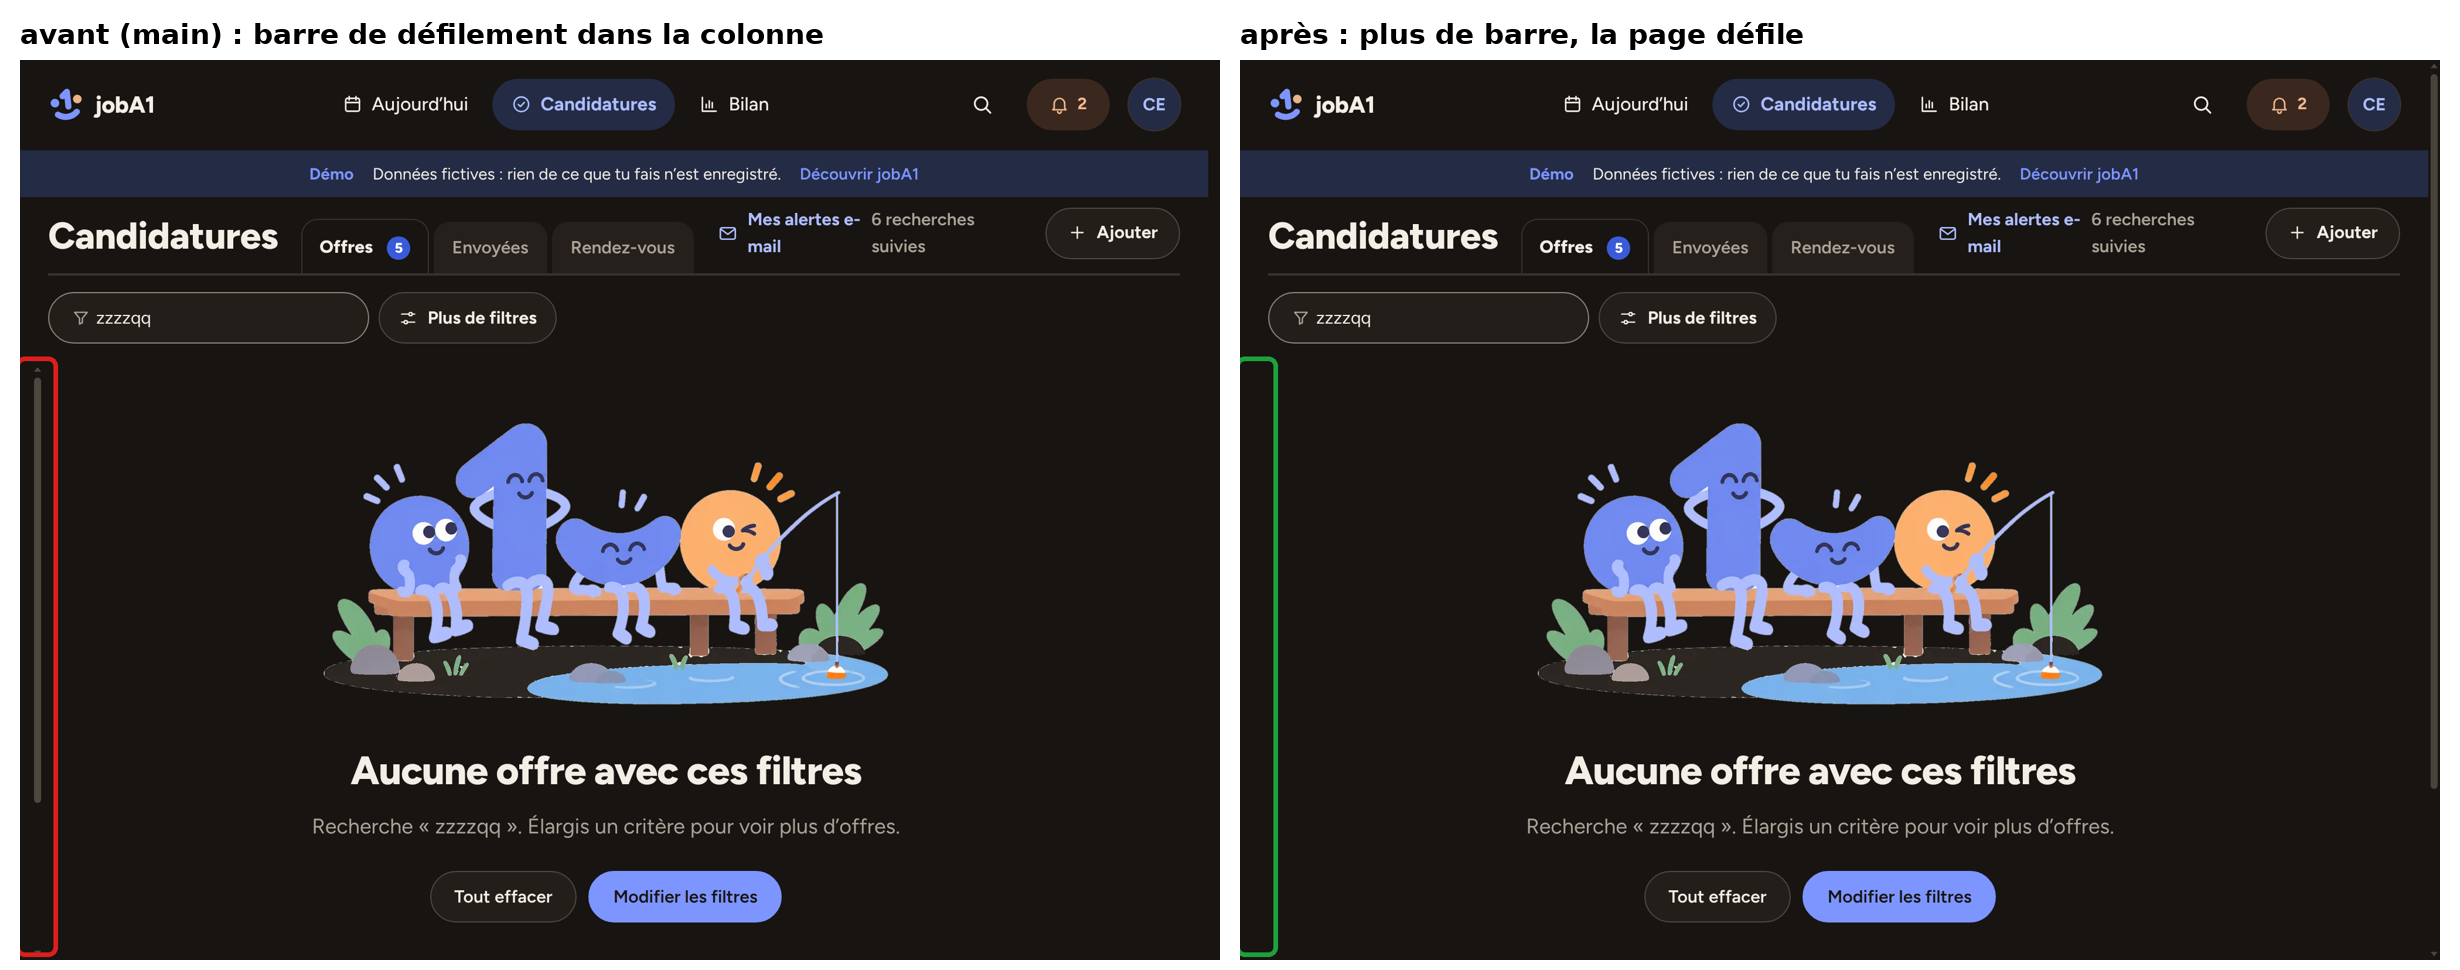 avant (main) : barre de défilement dans la colonne
jobA1
Aujourd’hui
Candidatures
Bilan
2
CE
Démo Données fictives : rien de ce que tu fais n’est enregistré. Découvrir jobA1
Candidatures
Offres 5
Envoyées
Rendez-vous
Mes alertes e-
mail
6 recherches
suivies
+ Ajouter
zzzzqq
Plus de filtres
Aucune offre avec ces filtres
Recherche « zzzzqq ». Élargis un critère pour voir plus d’offres.
Tout effacer
Modifier les filtres
après : plus de barre, la page défile
jobA1
Aujourd’hui
Candidatures
Bilan
2
CE
Démo Données fictives : rien de ce que tu fais n’est enregistré. Découvrir jobA1
Candidatures
Offres 5
Envoyées
Rendez-vous
Mes alertes e-
mail
6 recherches
suivies
+ Ajouter
zzzzqq
Plus de filtres
Aucune offre avec ces filtres
Recherche « zzzzqq ». Élargis un critère pour voir plus d’offres.
Tout effacer
Modifier les filtres